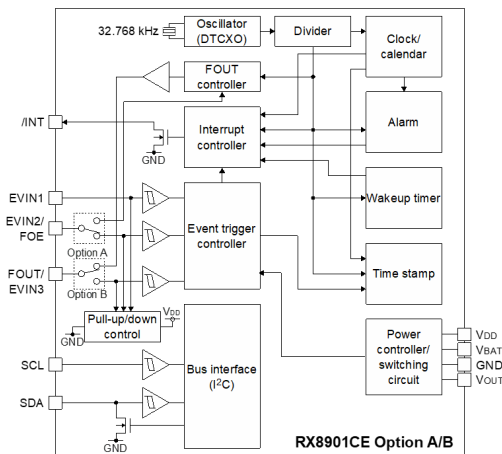 32.768 kHz
Oscillator
(DTCXO)
Divider
Clock/
calendar
FOUT
controller
/INT
GND
Interrupt
controller
Alarm
EVIN1
EVIN2/
FOE
Option A
Event trigger
controller
Wakeup timer
FOUT/
EVIN3
Option B
Time stamp
Pull-up/down
control
VDD
GND
Power
controller/
switching
circuit
VDD
VBAT
GND
VOUT
SCL
Bus interface
(I²C)
SDA
GND
RX8901CE Option A/B